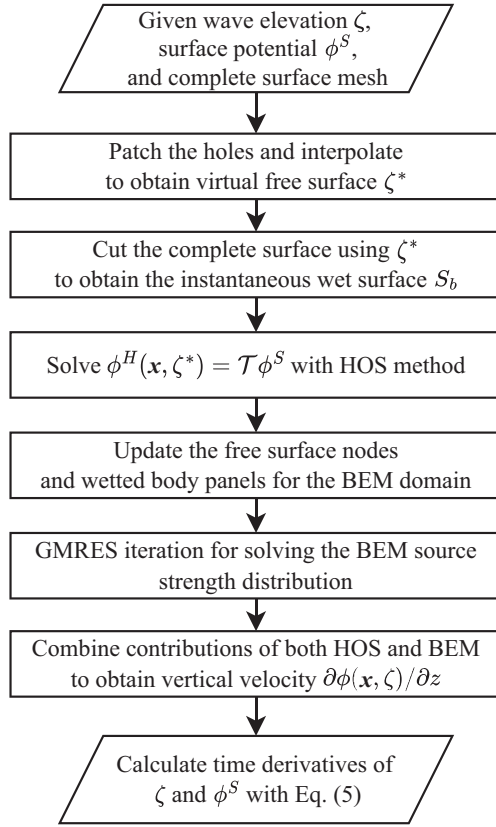 Given wave elevation ζ,
surface potential ϕ^S,
and complete surface mesh
Patch the holes and interpolate
to obtain virtual free surface ζ*
Cut the complete surface using ζ*
to obtain the instantaneous wet surface S_b
Solve ϕ^H(x, ζ*) = 𝒯ϕ^S with HOS method
Update the free surface nodes
and wetted body panels for the BEM domain
GMRES iteration for solving the BEM source
strength distribution
Combine contributions of both HOS and BEM
to obtain vertical velocity ∂ϕ(x, ζ)/∂z
Calculate time derivatives of
ζ and ϕ^S with Eq. (5)